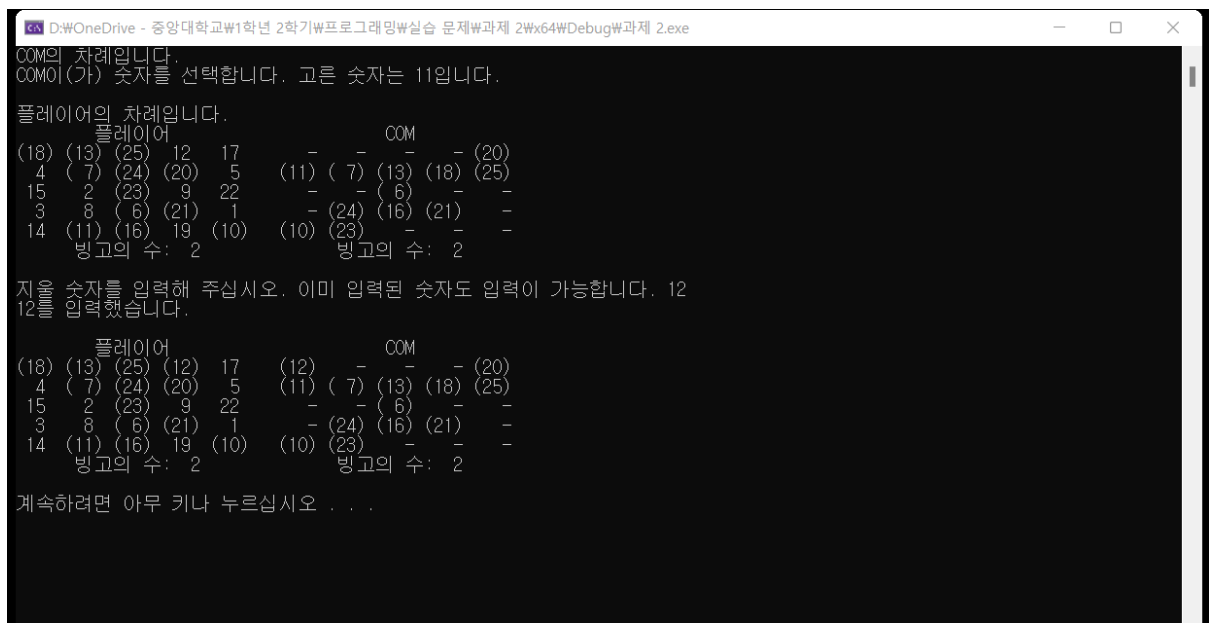 D:₩OneDrive - 중앙대학교₩1학년 2학기₩프로그래밍₩실습 문제₩과제 2₩x64₩Debug₩과제 2.exe
COM의 차례입니다.
COM이(가) 숫자를 선택합니다. 고른 숫자는 11입니다.
플레이어의 차례입니다.
플레이어 COM
(18) (13) (25) 12 17 - - - - (20)
4 ( 7) (24) (20) 5 (11) ( 7) (13) (18) (25)
15 2 (23) 9 22 - - ( 6) - -
3 8 ( 6) (21) 1 - (24) (16) (21) -
14 (11) (16) 19 (10) (10) (23) - - -
빙고의 수: 2 빙고의 수: 2
지울 숫자를 입력해 주십시오. 이미 입력된 숫자도 입력이 가능합니다. 12
12를 입력했습니다.
플레이어 COM
(18) (13) (25) (12) 17 (12) - - - (20)
4 ( 7) (24) (20) 5 (11) ( 7) (13) (18) (25)
15 2 (23) 9 22 - - ( 6) - -
3 8 ( 6) (21) 1 - (24) (16) (21) -
14 (11) (16) 19 (10) (10) (23) - - -
빙고의 수: 2 빙고의 수: 2
계속하려면 아무 키나 누르십시오 . . .